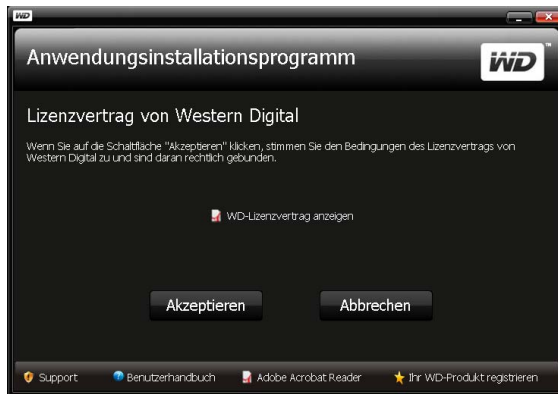 WD
Anwendungsinstallationsprogramm
WD
Lizenzvertrag von Western Digital
Wenn Sie auf die Schaltfläche "Akzeptieren" klicken, stimmen Sie den Bedingungen des Lizenzvertrags von
Western Digital zu und sind daran rechtlich gebunden.
WD-Lizenzvertrag anzeigen
Akzeptieren
Abbrechen
Support
Benutzerhandbuch
Adobe Acrobat Reader
Ihr WD-Produkt registrieren